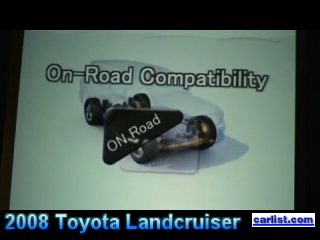 On-Road Compatibility
ON Road
2008 Toyota Landcruiser
carlist.com